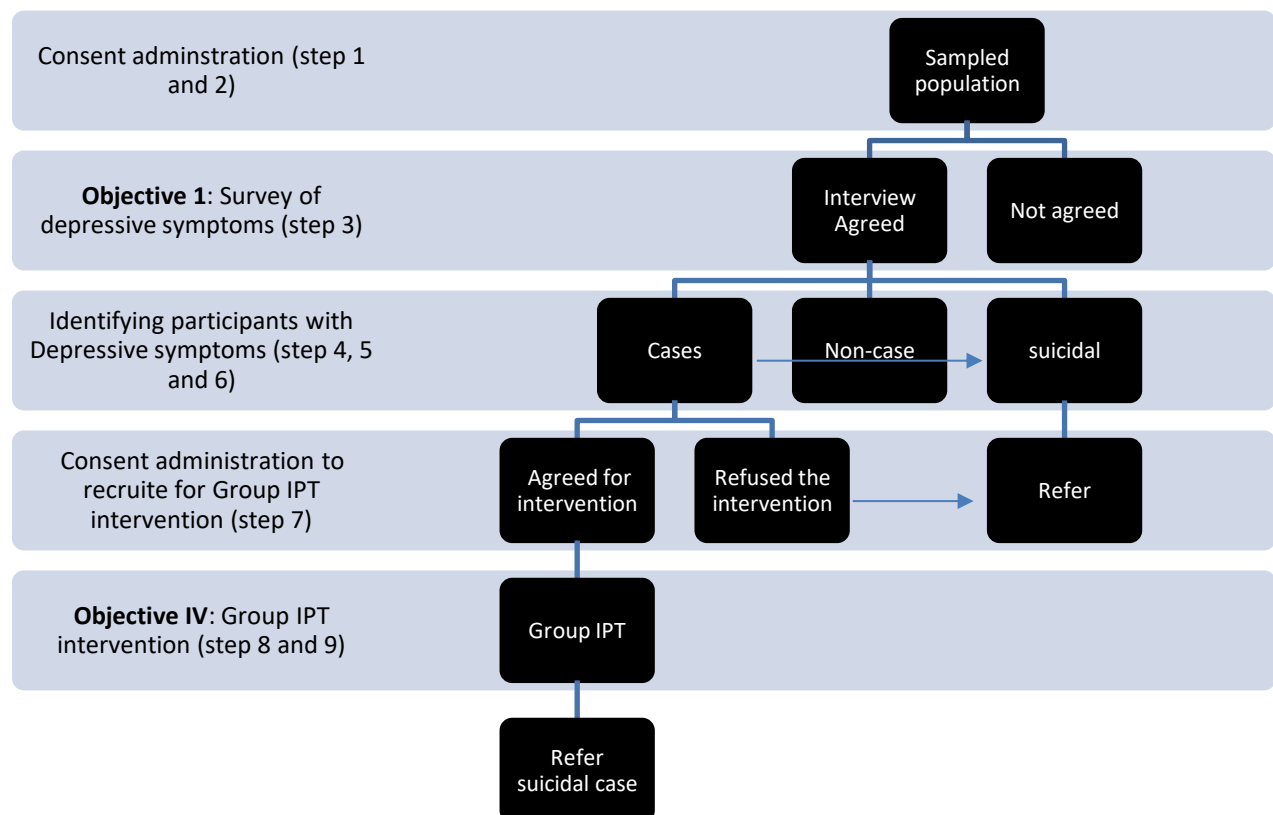 Consent adminstration (step 1
and 2)
Sampled
population
Objective 1: Survey of
depressive symptoms (step 3)
Interview
Agreed
Not agreed
Identifying participants with
Depressive symptoms (step 4, 5
and 6)
Cases
Non-case
suicidal
Consent administration to
recruite for Group IPT
intervention (step 7)
Agreed for
intervention
Refused the
intervention
Refer
Objective IV: Group IPT
intervention (step 8 and 9)
Group IPT
Refer
suicidal case